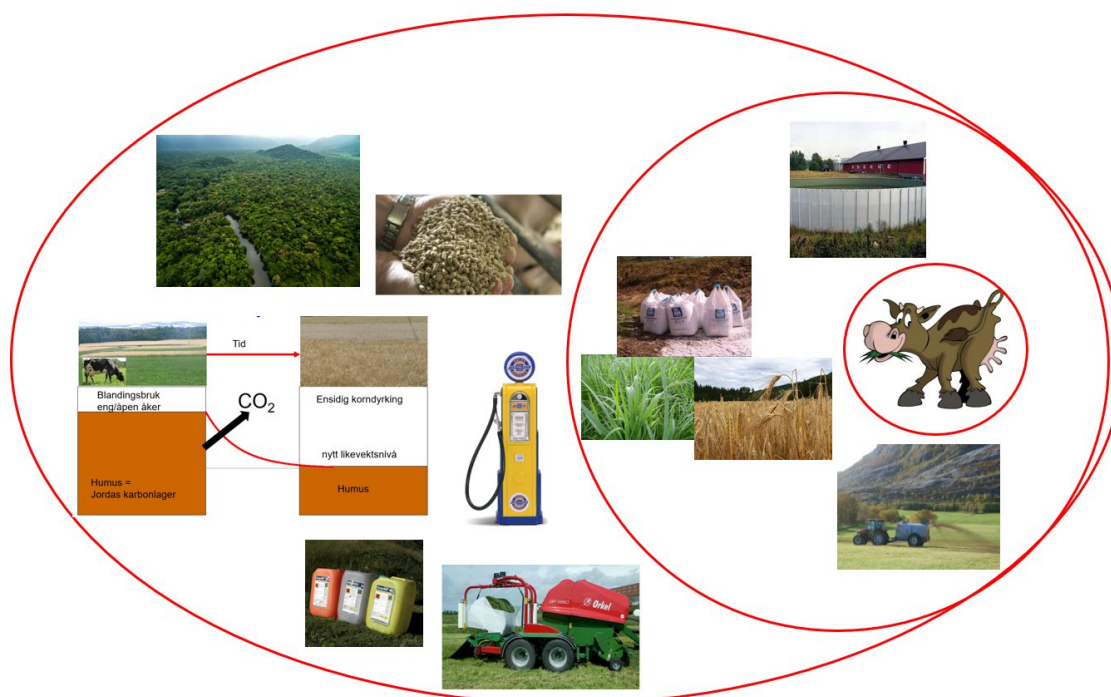 Tid
Blandingsbruk
eng/åpen åker
CO2
Ensidig korndyrking
nytt likevektsnivå
Humus =
Jordas karbonlager
Humus
Orkel